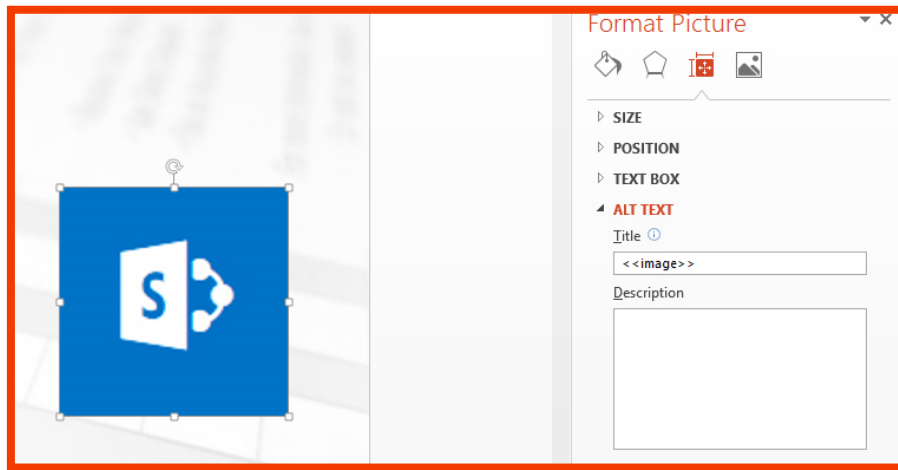 Format Picture
SIZE
POSITION
TEXT BOX
ALT TEXT
Title
<<image>>
Description
S